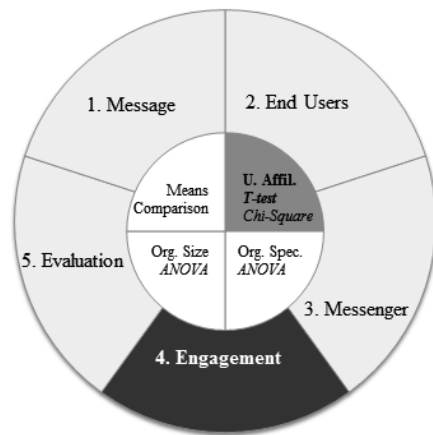 1. Message
2. End Users
Means
Comparison
U. Affil.
T-test
Chi-Square
Org. Size
ANOVA
Org. Spec.
ANOVA
5. Evaluation
3. Messenger
4. Engagement